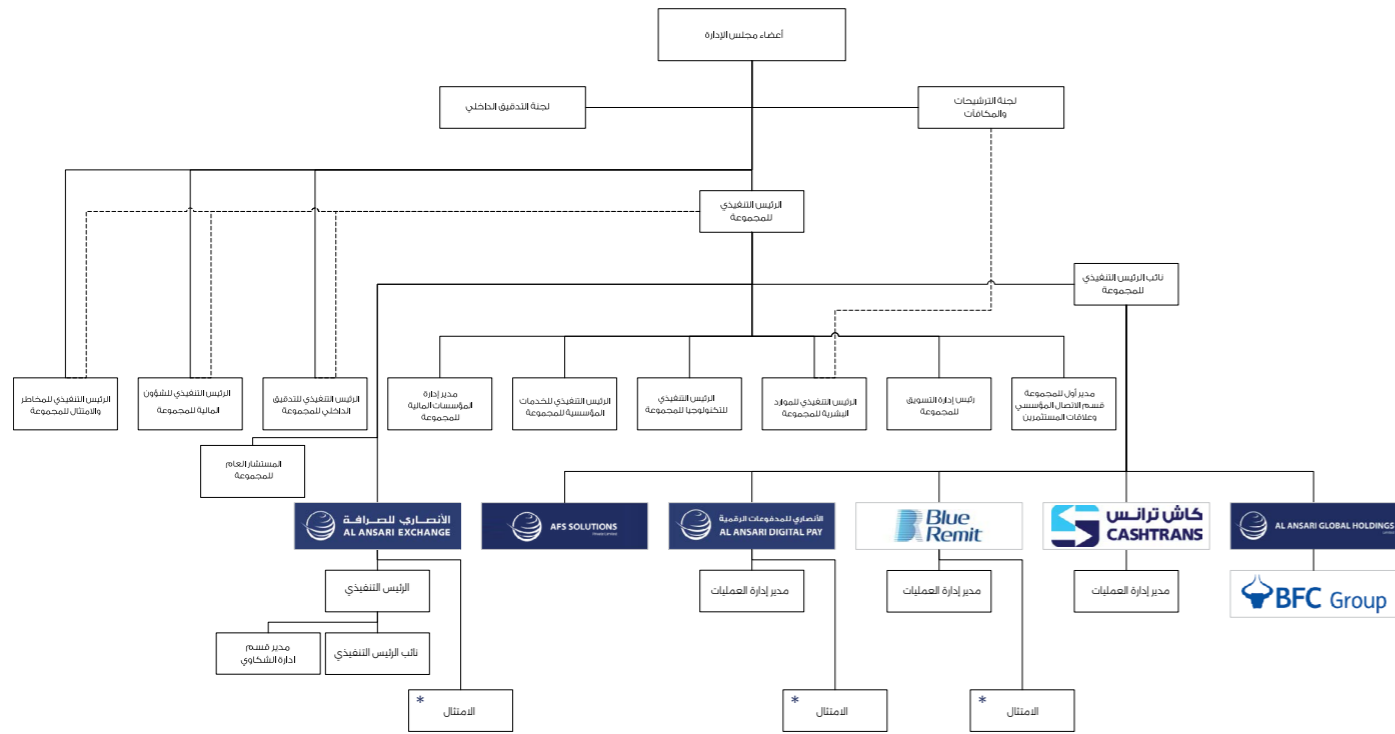 أعضاء مجلس الإدارة
لجنة الترشيحات
والمكافآت
لجنة التدقيق الداخلي
الرئيس التنفيذي
للمجموعة
نائب الرئيس التنفيذي
للمجموعة
مدير أول للمجموعة
قسم الاتصال المؤسسي
وعلاقات المستثمرين
رئيس إدارة التسويق
للمجموعة
الرئيس التنفيذي للموارد
البشرية للمجموعة
الرئيس التنفيذي
للتكنولوجيا للمجموعة
الرئيس التنفيذي للخدمات
المؤسسية للمجموعة
مدير إدارة
المؤسسات المالية
للمجموعة
الرئيس التنفيذي للتدقيق
الداخلي للمجموعة
الرئيس التنفيذي للشؤون
المالية للمجموعة
الرئيس التنفيذي للمخاطر
والامتثال للمجموعة
المستشار العام
للمجموعة
AL ANSARI GLOBAL HOLDINGS
كاش ترانس
CASHTRANS
Blue
Remit
الأنصاري للمدفوعات الرقمية
AL ANSARI DIGITAL PAY
AFS SOLUTIONS
الأنصاري للصرافة
AL ANSARI EXCHANGE
BFC Group
مدير إدارة العمليات
مدير إدارة العمليات
مدير إدارة العمليات
الرئيس التنفيذي
نائب الرئيس التنفيذي
مدير قسم
ادارة الشكاوي
* الامتثال
* الامتثال
* الامتثال